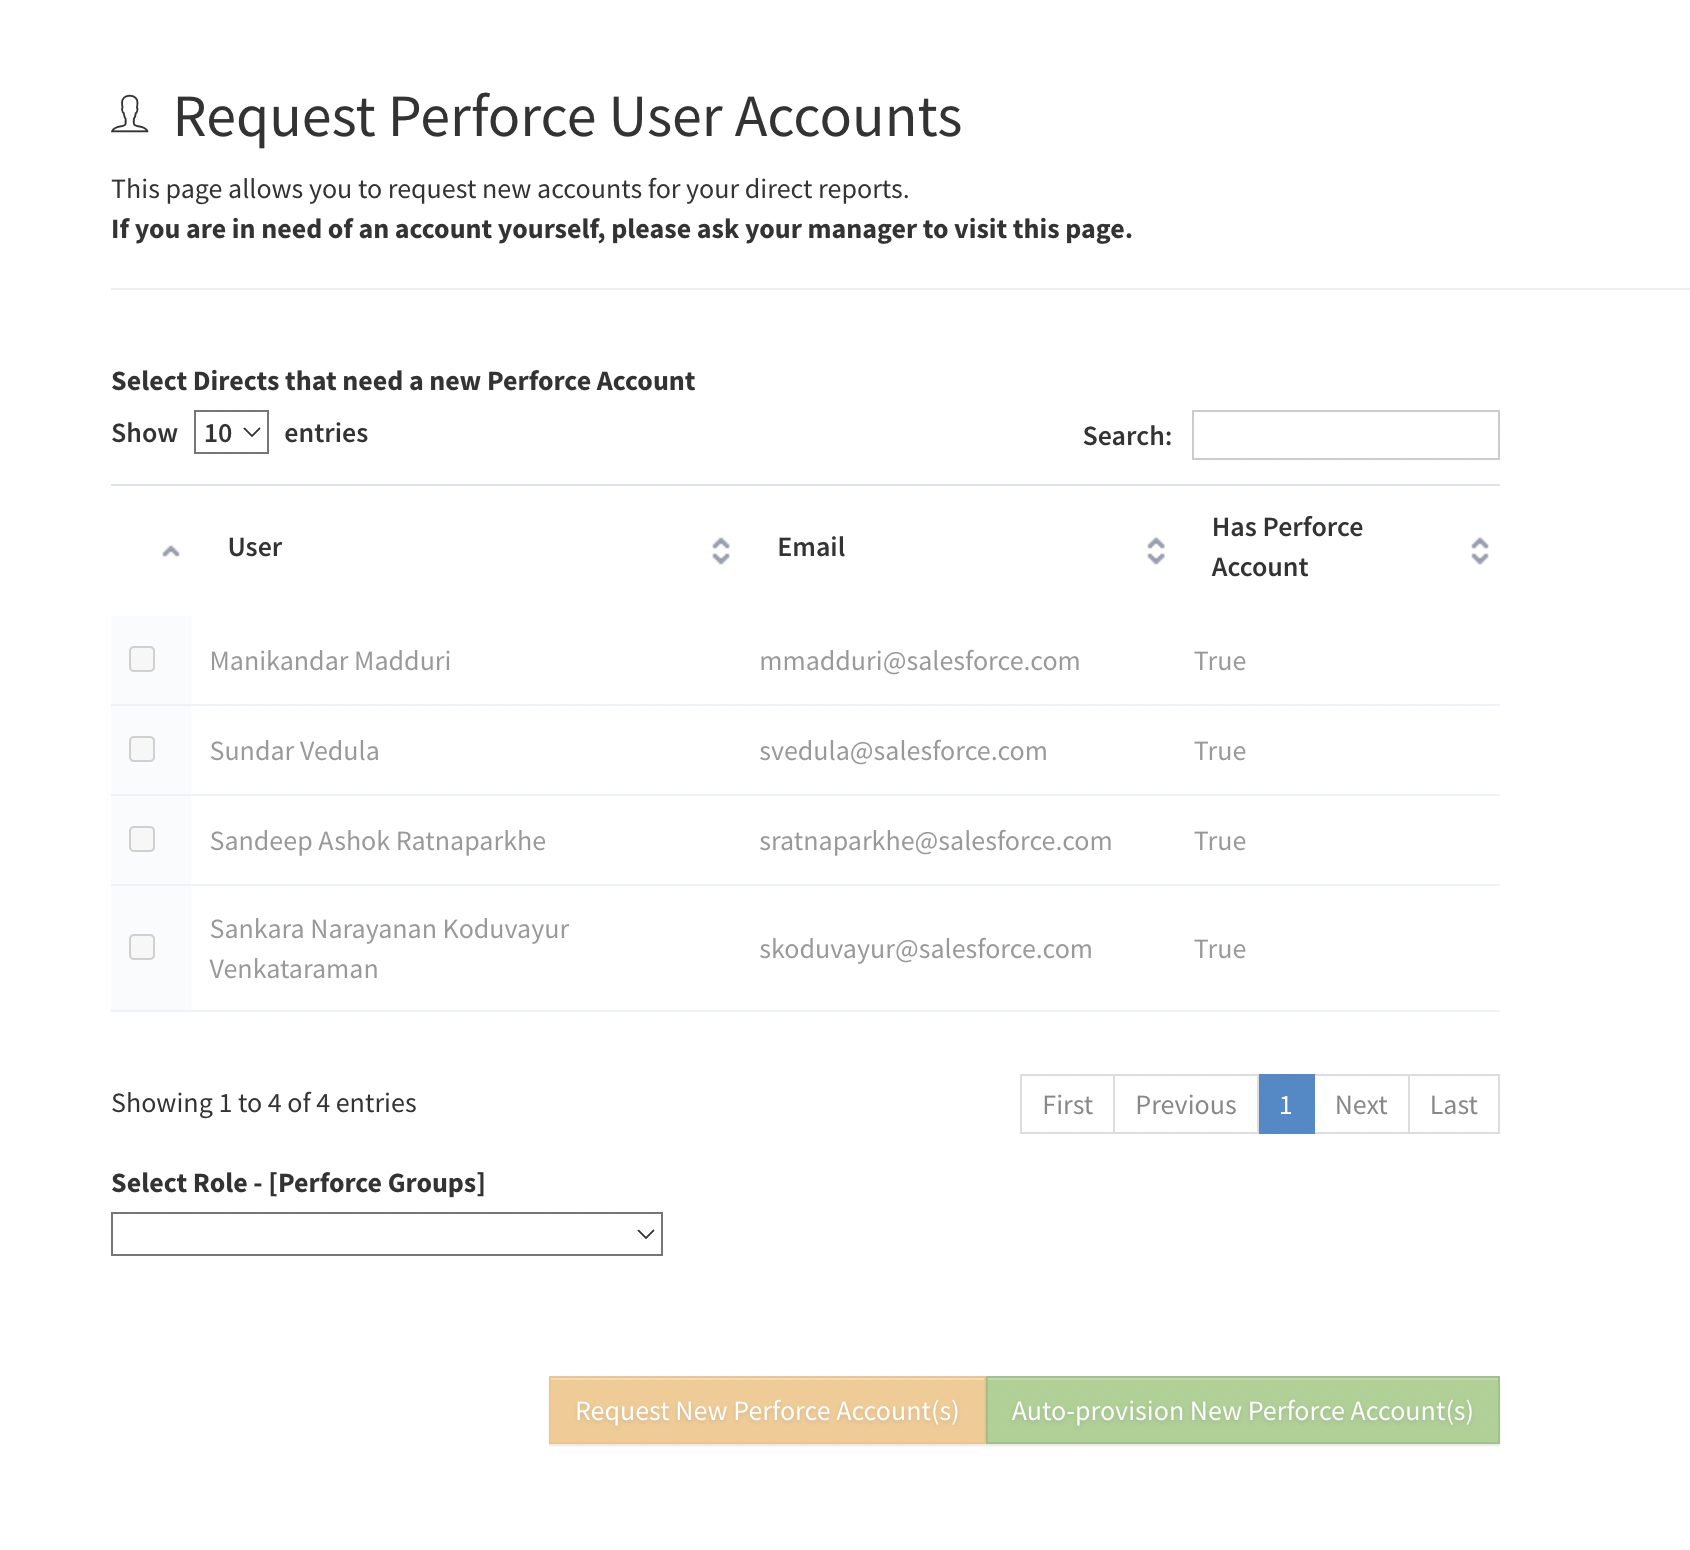 Request Perforce User Accounts
This page allows you to request new accounts for your direct reports.
If you are in need of an account yourself, please ask your manager to visit this page.
Select Directs that need a new Perforce Account
Show 10 entries
Search:
User Email Has Perforce Account
Manikandar Madduri mmadduri@salesforce.com True
Sundar Vedula svedula@salesforce.com True
Sandeep Ashok Ratnaparkhe sratnaparkhe@salesforce.com True
Sankara Narayanan Koduvayur
Venkataraman skoduvayur@salesforce.com True
Showing 1 to 4 of 4 entries
First Previous 1 Next Last
Select Role - [Perforce Groups]
Request New Perforce Account(s) Auto-provision New Perforce Account(s)